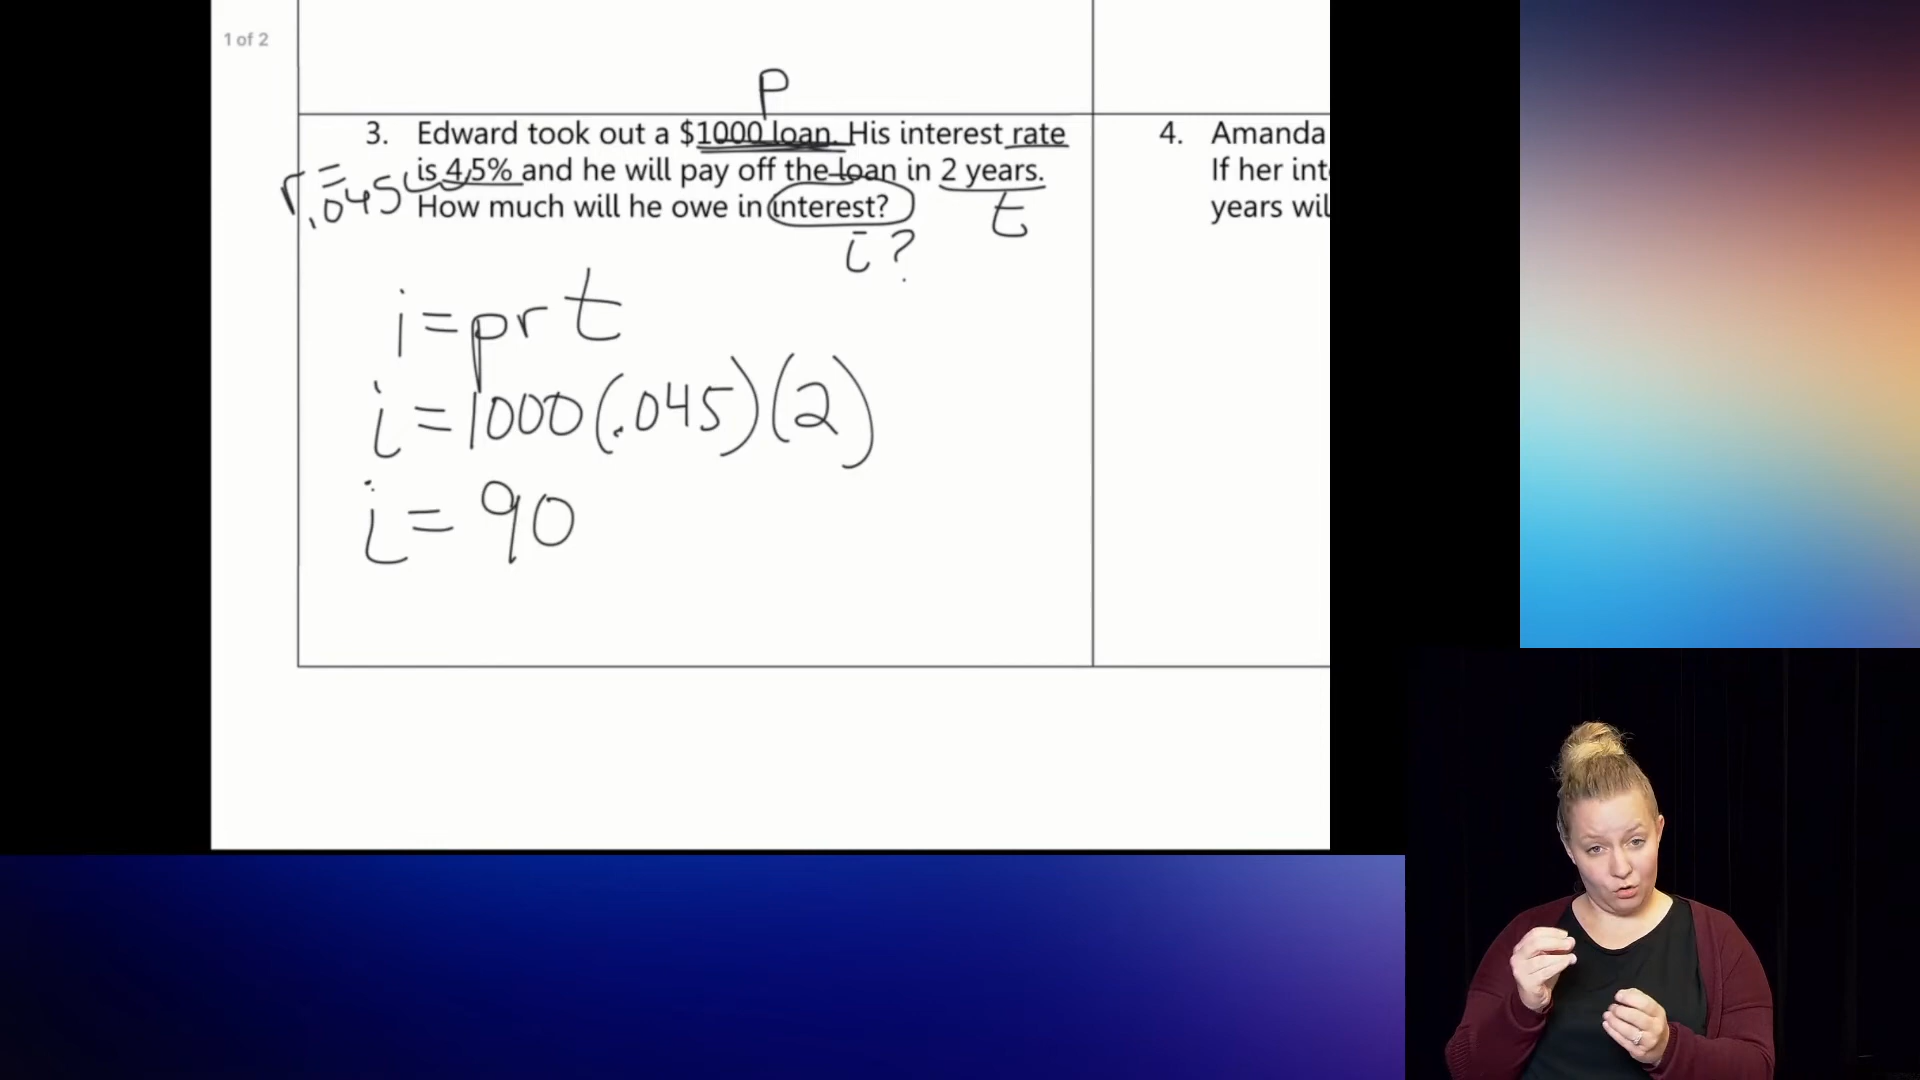 1 of 2
P
3. Edward took out a $1000 loan. His interest rate
is 4.5% and he will pay off the loan in 2 years.
How much will he owe in interest?
r = .045
t
i ?
i = prt
i = 1000 (.045) (2)
i = 90
4. Amanda
If her int
years wil